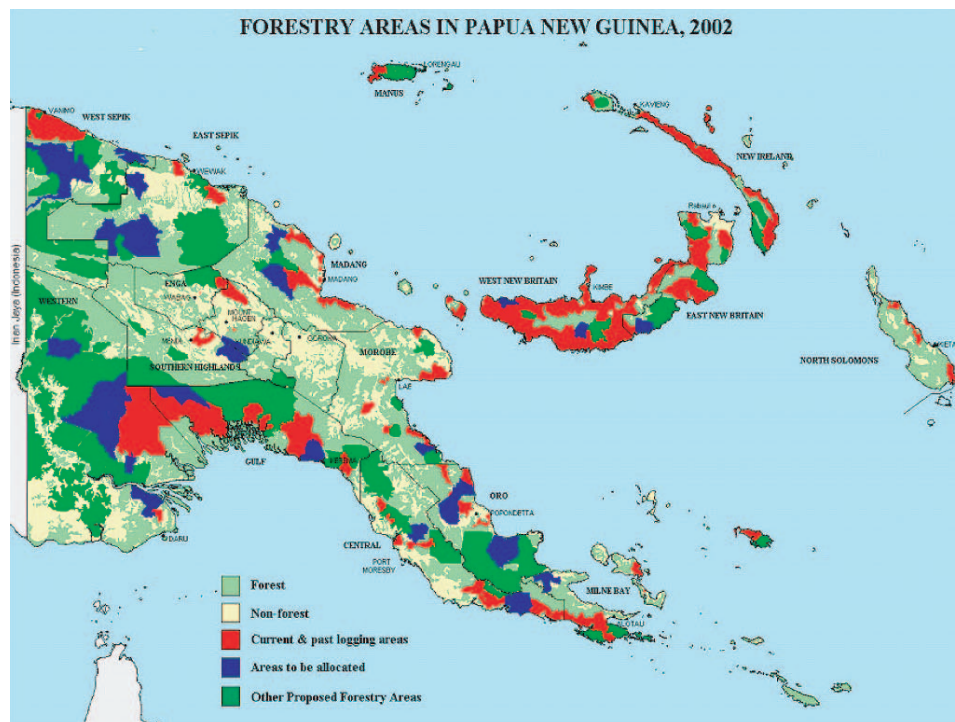 FORESTRY AREAS IN PAPUA NEW GUINEA, 2002
LORENGAU
MANUS
VANIMO
WEST SEPIK
KAVIENG
EAST SEPIK
NEW IRELAND
WEWAK
Rabaul
MADANG
MADANG
Irian Jaya (Indonesia)
WESTERN
ENGA
WABAG
WEST NEW BRITAIN
KIMBE
MOUNT
HAGEN
EAST NEW BRITAIN
MENDI
KUNDIAWA
GOROKA
MOROBE
SOUTHERN HIGHLANDS
NORTH SOLOMONS
LAE
GULF
KEREMA
ORO
POPONDETTA
DARU
CENTRAL
PORT
MORESBY
MILNE BAY
ALOTAU
Forest
Non-forest
Current & past logging areas
Areas to be allocated
Other Proposed Forestry Areas